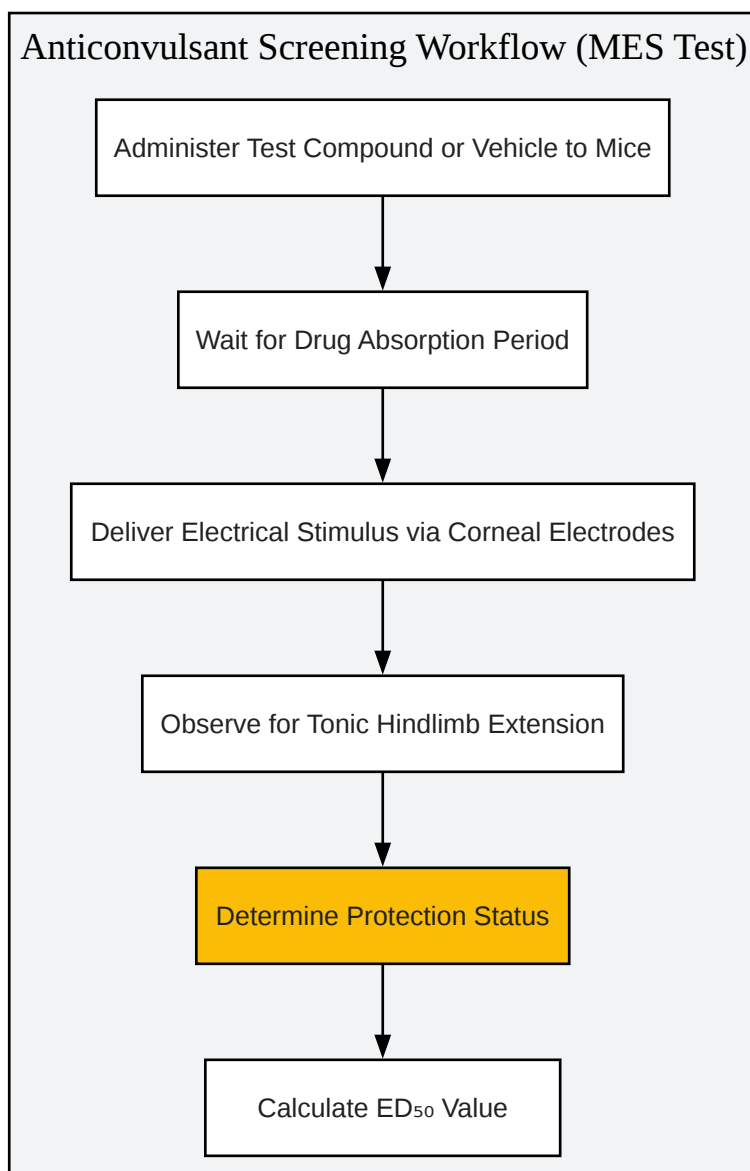 Anticonvulsant Screening Workflow (MES Test)
Administer Test Compound or Vehicle to Mice
Wait for Drug Absorption Period
Deliver Electrical Stimulus via Corneal Electrodes
Observe for Tonic Hindlimb Extension
Determine Protection Status
Calculate ED₅₀ Value